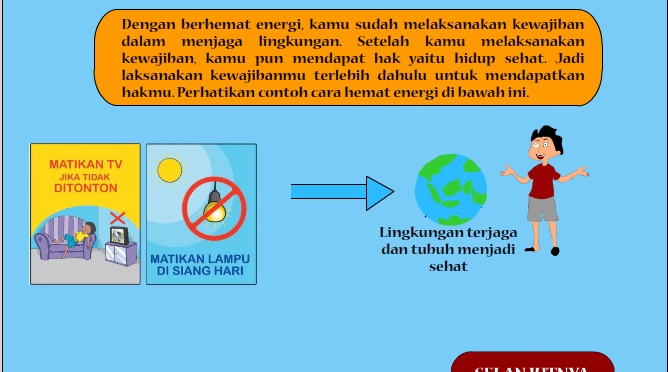 Dengan berhemat energi, kamu sudah melaksanakan kewajiban
dalam menjaga lingkungan. Setelah kamu melaksanakan
kewajiban, kamu pun mendapat hak yaitu hidup sehat. Jadi
laksanakan kewajibanmu terlebih dahulu untuk mendapatkan
hakmu. Perhatikan contoh cara hemat energi di bawah ini.
MATIKAN TV
JIKA TIDAK
DITONTON
MATIKAN LAMPU
DI SIANG HARI
Lingkungan terjaga
dan tubuh menjadi
sehat
SELANJUTNYA